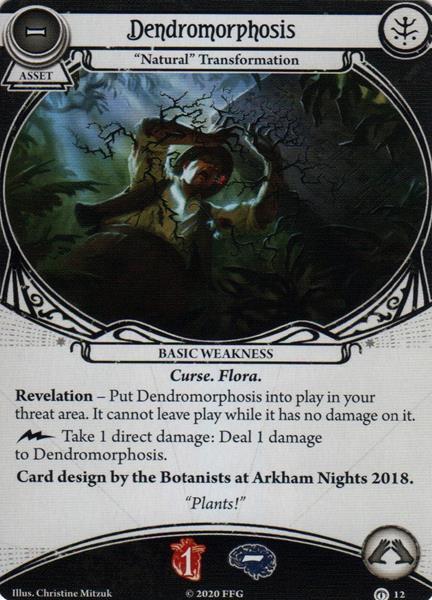 –
Dendromorphosis
ASSET
“Natural” Transformation
BASIC WEAKNESS
Curse. Flora.
Revelation – Put Dendromorphosis into play in your
threat area. It cannot leave play while it has no damage on it.
Take 1 direct damage: Deal 1 damage
to Dendromorphosis.
Card design by the Botanists at Arkham Nights 2018.
“Plants!”
1 –
Illus. Christine Mitzuk © 2020 FFG 12